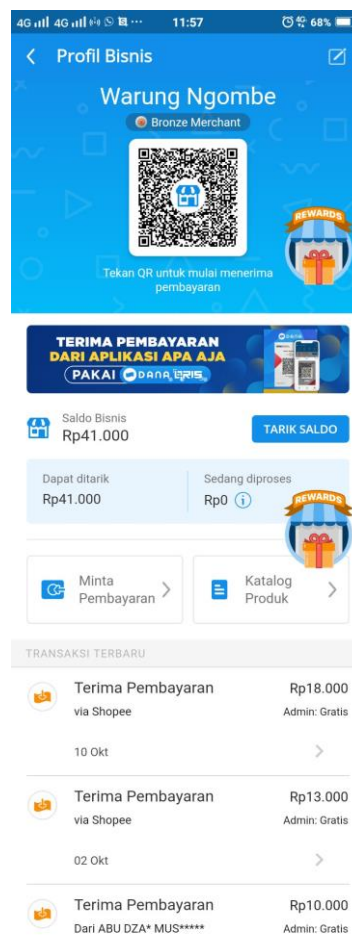 4G 4G ... 11:57 68%
Profil Bisnis
Warung Ngombe
Bronze Merchant
REWARDS
Tekan QR untuk mulai menerima
pembayaran
TERIMA PEMBAYARAN
DARI APLIKASI APA AJA
PAKAI DANA QRIS
DANA
Saldo Bisnis
Rp41.000
TARIK SALDO
Dapat ditarik
Rp41.000
Sedang diproses
Rp0
REWARDS
Minta
Pembayaran
Katalog
Produk
TRANSAKSI TERBARU
Terima Pembayaran Rp18.000
via Shopee Admin: Gratis
10 Okt
Terima Pembayaran Rp13.000
via Shopee Admin: Gratis
02 Okt
Terima Pembayaran Rp10.000
Dari ABU DZA* MUS***** Admin: Gratis